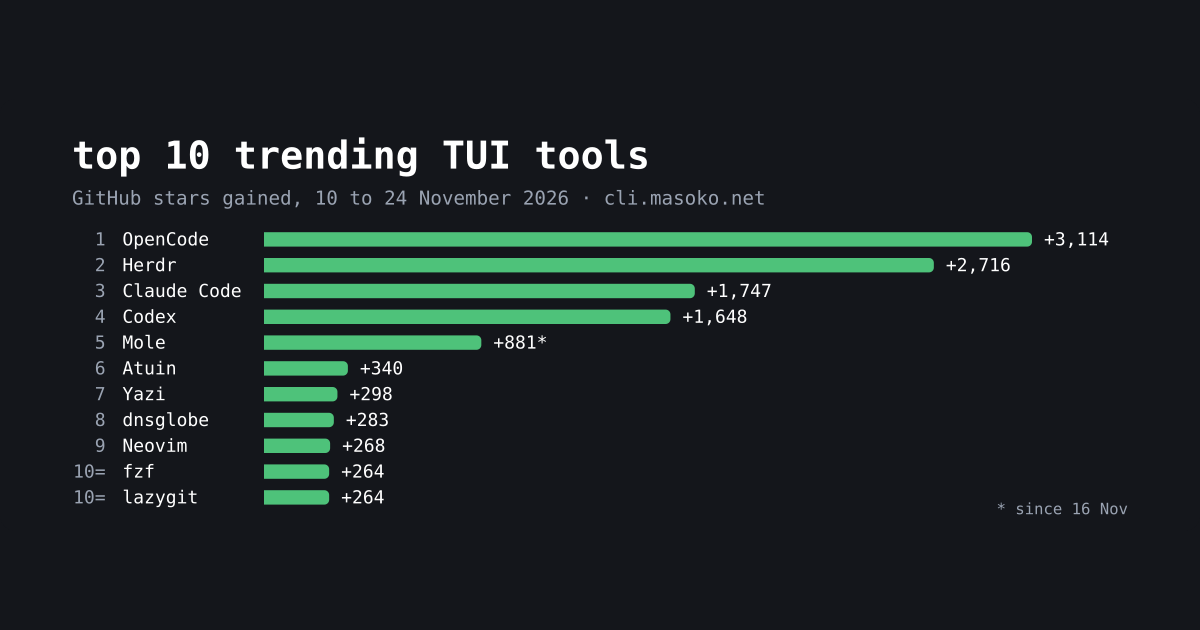 top 10 trending TUI tools
GitHub stars gained, 10 to 24 November 2026 · cli.masoko.net
1 OpenCode +3,114
2 Herdr +2,716
3 Claude Code +1,747
4 Codex +1,648
5 Mole +881*
6 Atuin +340
7 Yazi +298
8 dnsglobe +283
9 Neovim +268
10= fzf +264
10= lazygit +264
* since 16 Nov